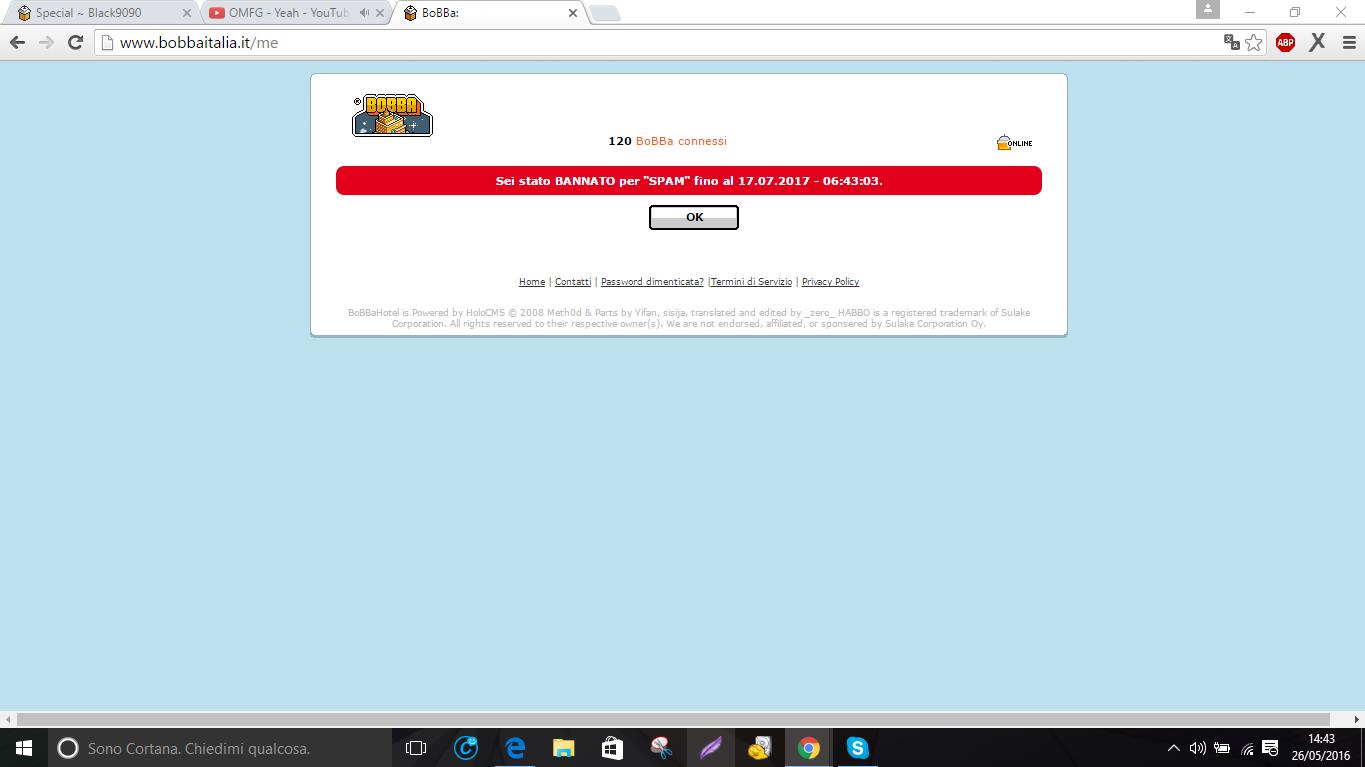 Special ~ Black9090
OMFG - Yeah - YouTub
BoBBa:
www.bobbaitalia.it/me
ABP
BOBBA
120 BoBBa connessi
ONLINE
Sei stato BANNATO per "SPAM" fino al 17.07.2017 - 06:43:03.
OK
Home | Contatti | Password dimenticata? |Termini di Servizio | Privacy Policy
BoBBaHotel is Powered by HoloCMS © 2008 Meth0d & Parts by Yifan, sisija, translated and edited by _zero_ HABBO is a registered trademark of Sulake
Corporation. All rights reserved to their respective owner(s). We are not endorsed, affiliated, or sponsered by Sulake Corporation Oy.
Sono Cortana. Chiedimi qualcosa.
14:43
26/05/2016